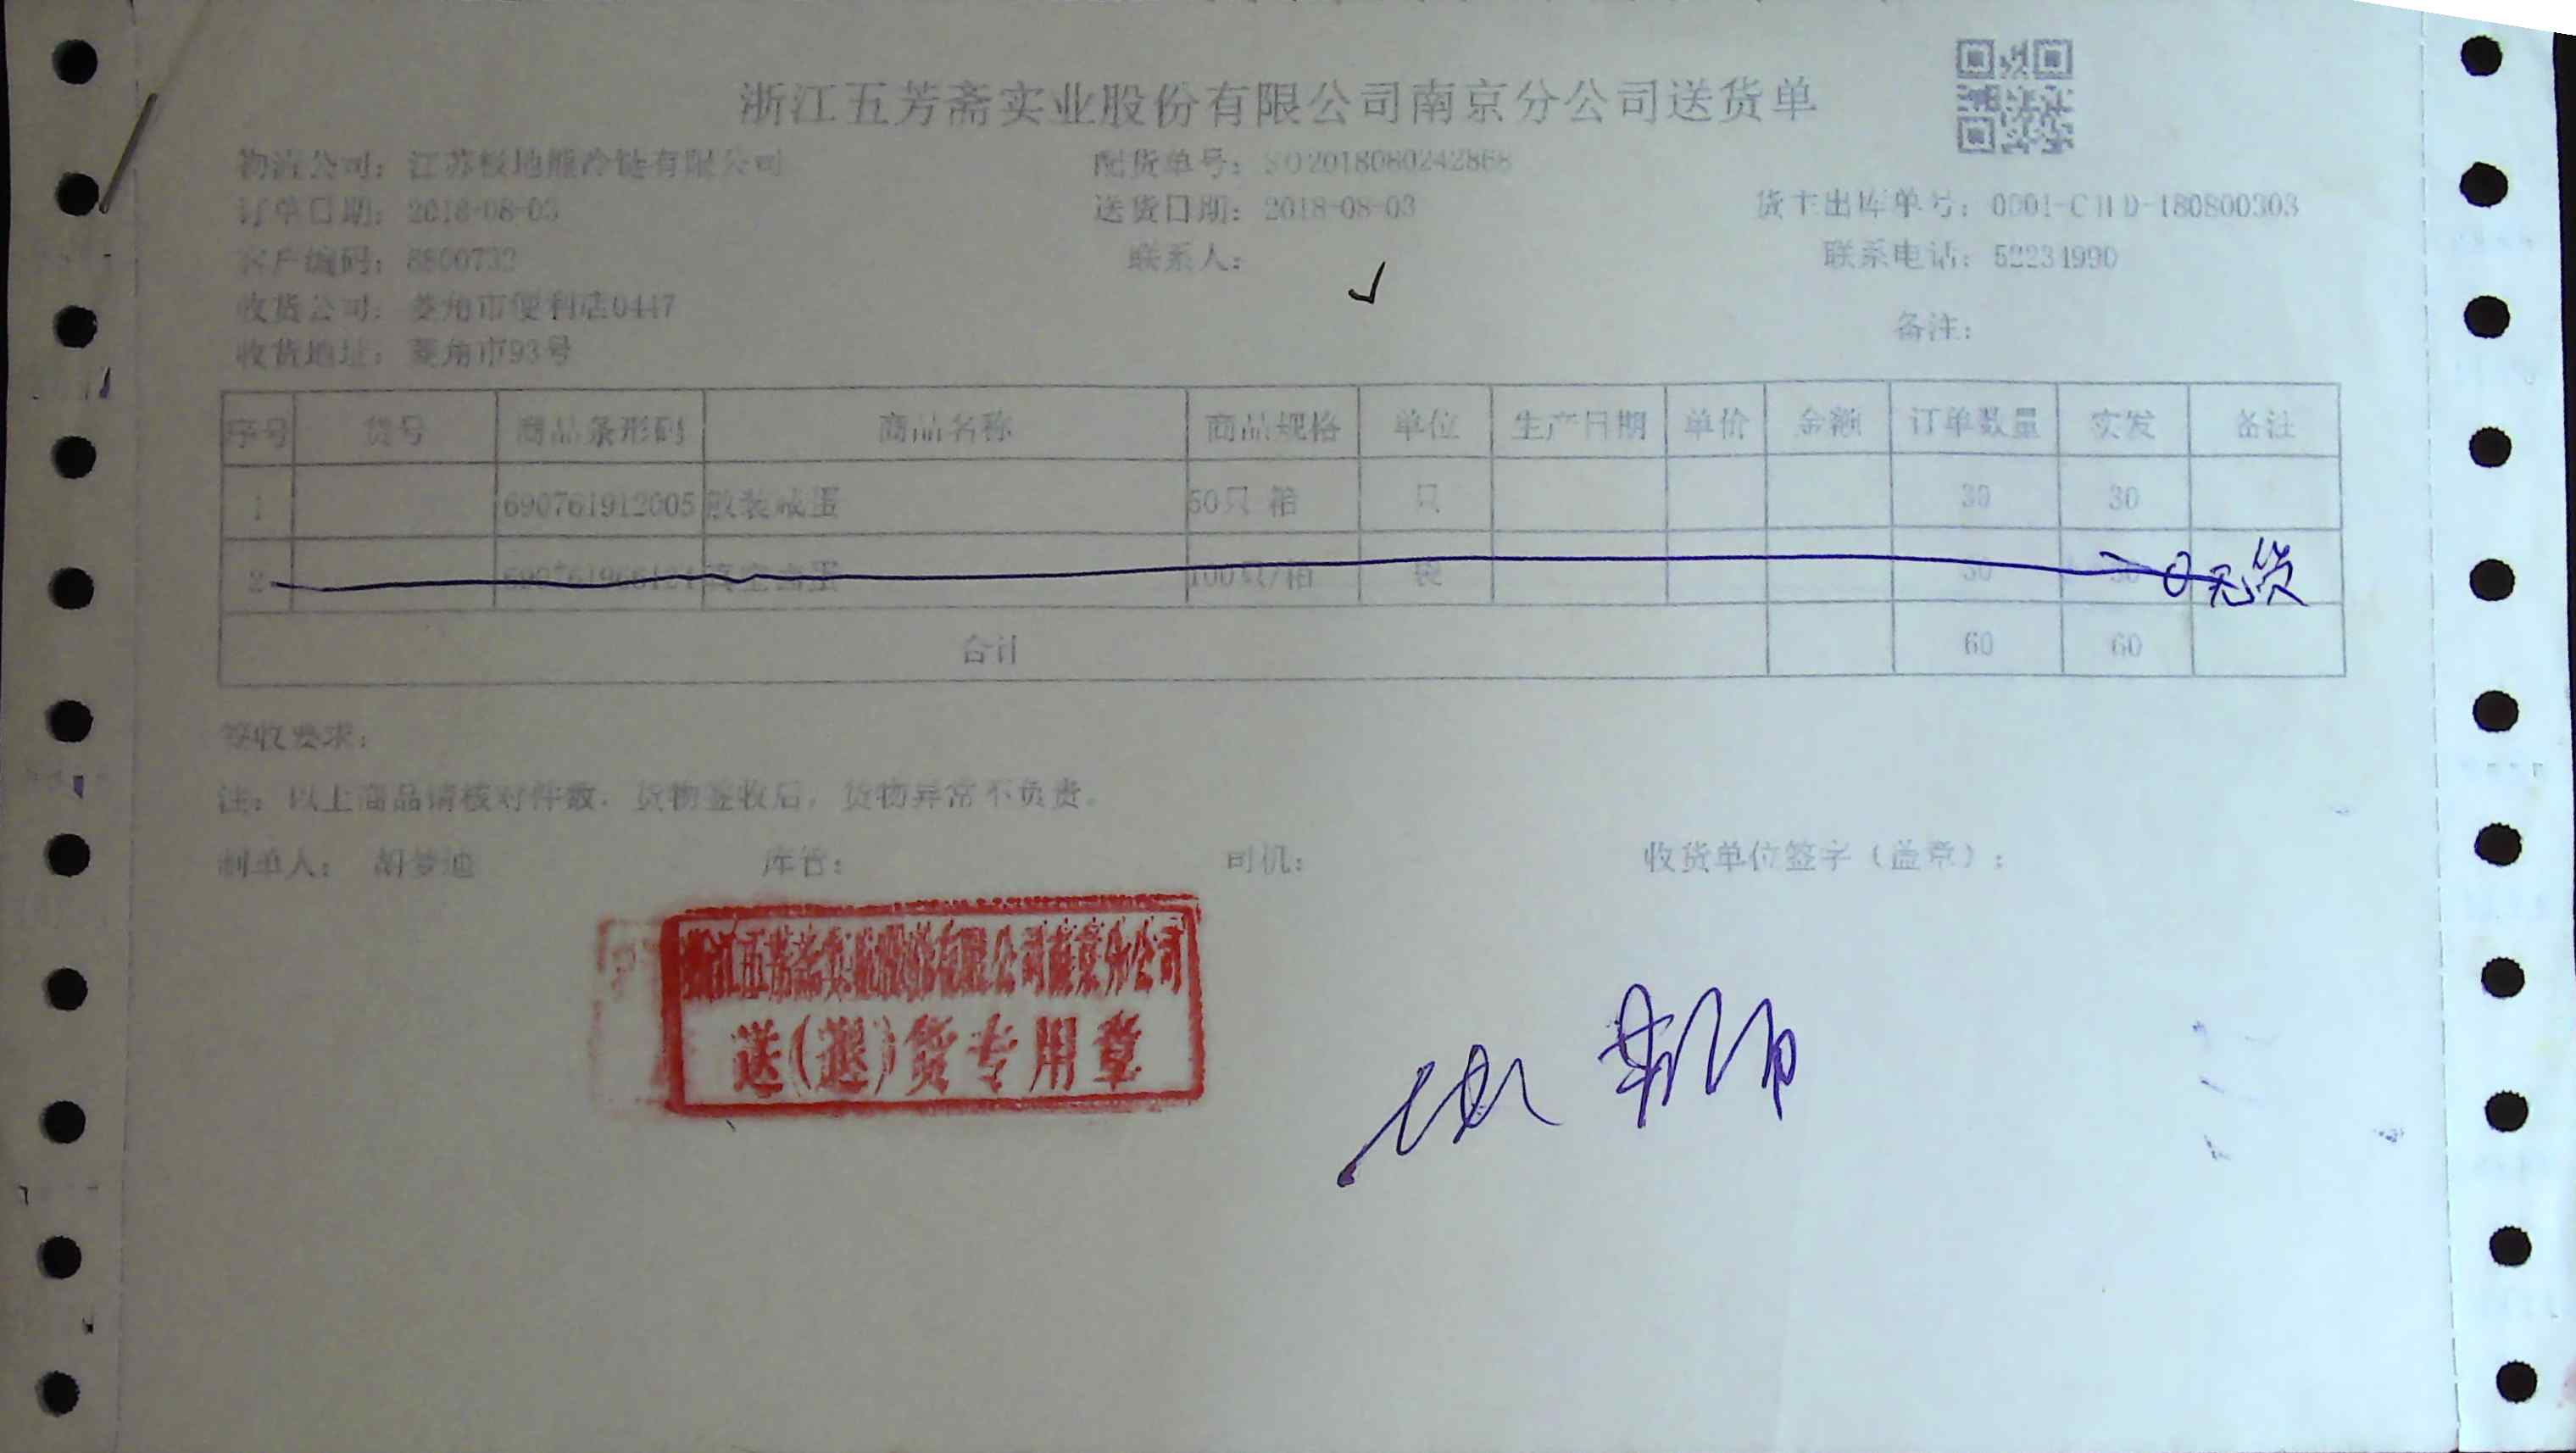 浙江五芳斋实业股份有限公司南京分公司送货单
物流公司：江苏极地熊冷链有限公司 配货单号：SO2018080242868
订单日期：2018-08-03 送货日期：2018-08-03 货主出库单号：0001-CHD-180800303
客户编码：8800732 联系人： 联系电话：52231990
收货公司：菱角市便利店0447 备注：
收货地址：菱角市93号
序号 货号 商品条形码 商品名称 商品规格 单位 生产日期 单价 金额 订单数量 实发 备注
1 690761912005 散装咸蛋 60只 箱 只 30 30
2 100只/箱 袋 30 30 0 无货
合计 60 60
签收要求：
注：以上商品请核对件数．货物签收后，货物异常不负责。
制单人： 胡梦迪 库管： 司机： 收货单位签字（盖章）：
浙江五芳斋实业股份有限公司南京分公司
送(退)货专用章